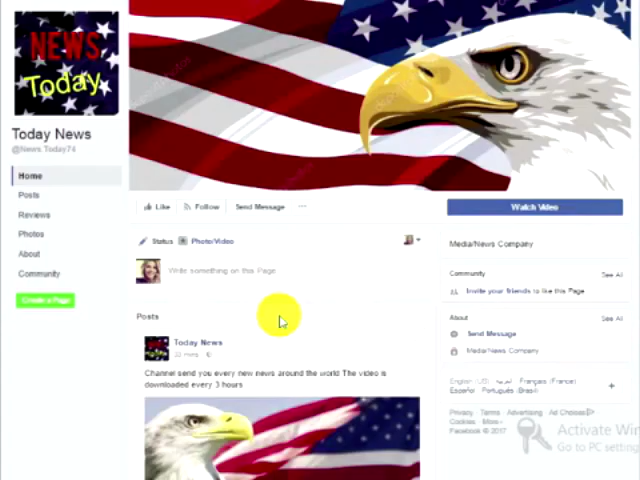 NEWS
Today
Today News
@News.Today74
Home
Posts
Reviews
Photos
About
Community
Create a Page
Like
Follow
Send Message
Watch Video
Status
Photo/Video
Write something on this Page
Media/News Company
Community
See All
Invite your friends to like this Page
About
See All
Send Message
Media/News Company
Posts
Today News
22 mins
Channel send you every new news around the world The video is
downloaded every 3 hours
English (US) · العربية · Français (France)
Español · Português (Brasil)
Privacy · Terms · Advertising · Ad Choices
Cookies · More
Facebook © 2017
Activate Win
Go to PC setting